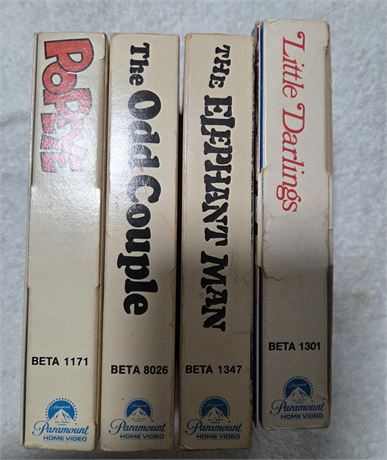 POPEYE
BETA 1171
Paramount
HOME VIDEO
The Odd Couple
BETA 8026
Paramount
HOME VIDEO
THE ELEPHANT MAN
BETA 1347
Paramount
HOME VIDEO
Little Darlings
BETA 1301
Paramount
HOME VIDEO